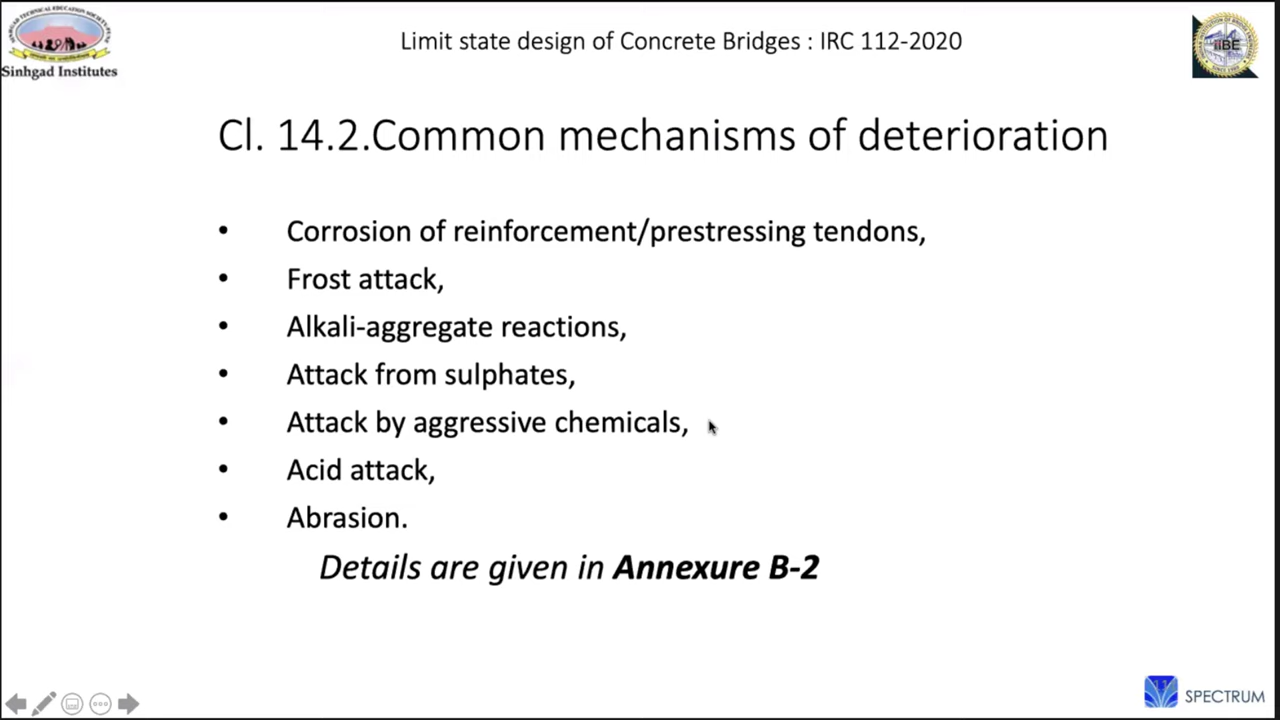 Sinhgad Institutes
Limit state design of Concrete Bridges : IRC 112-2020
IIBE
Cl. 14.2.Common mechanisms of deterioration
• Corrosion of reinforcement/prestressing tendons,
• Frost attack,
• Alkali-aggregate reactions,
• Attack from sulphates,
• Attack by aggressive chemicals,
• Acid attack,
• Abrasion.
Details are given in Annexure B-2
SPECTRUM